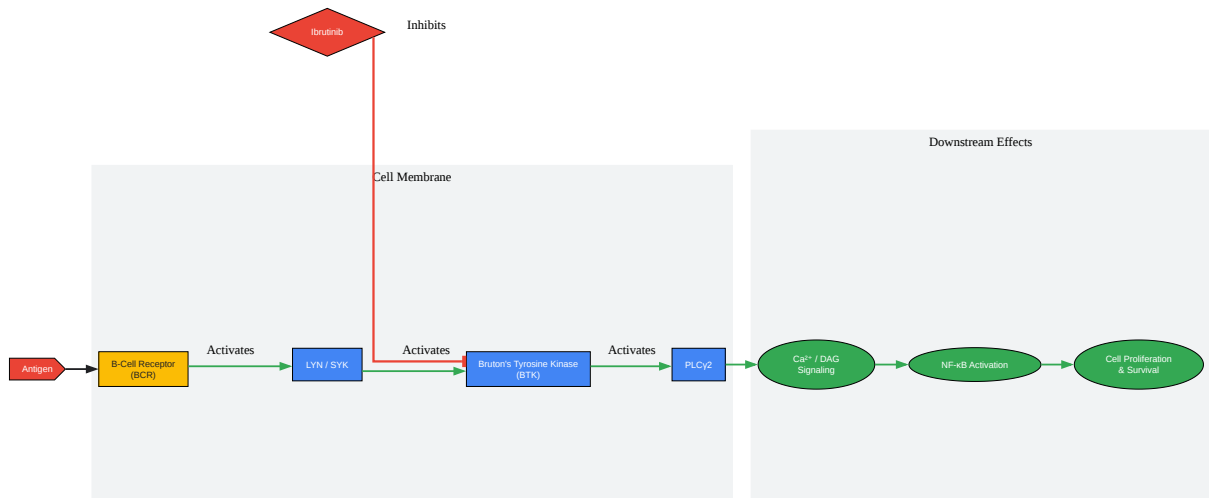 Ibrutinib
Inhibits
Downstream Effects
Cell Membrane
Antigen
B-Cell Receptor
(BCR)
Activates
LYN / SYK
Activates
Bruton's Tyrosine Kinase
(BTK)
Activates
PLCγ2
Ca²⁺ / DAG
Signaling
NF-κB Activation
Cell Proliferation
& Survival